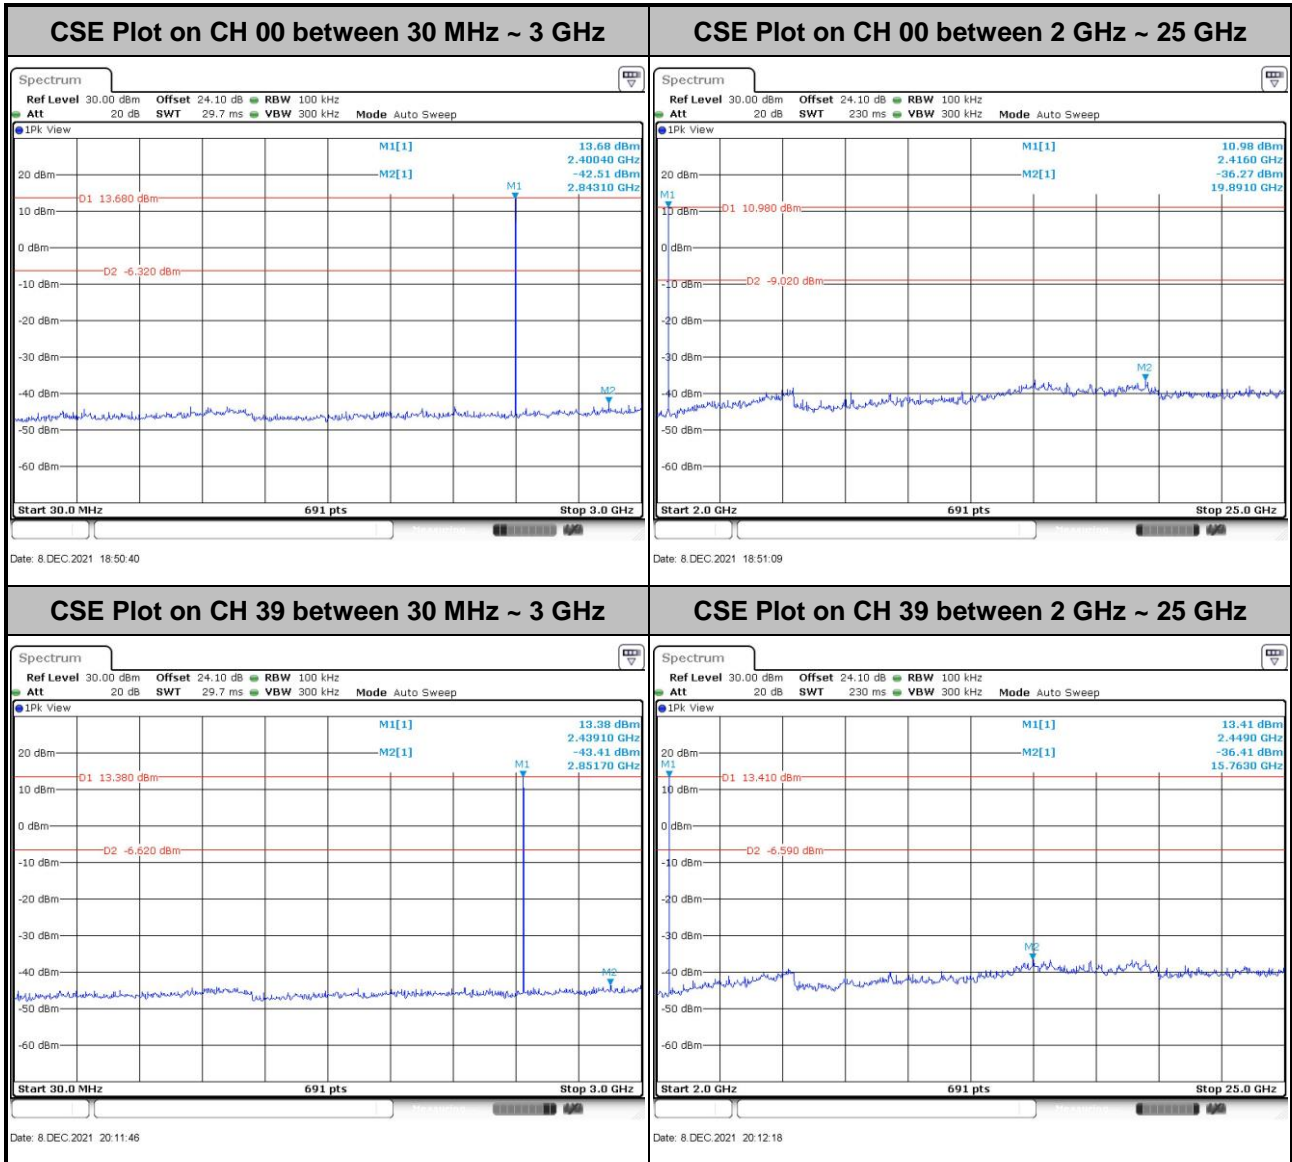 CSE Plot on CH 00 between 30 MHz ~ 3 GHz
Spectrum
Ref Level 30.00 dBm Offset 24.10 dB RBW 100 kHz
Att 20 dB SWT 29.7 ms VBW 300 kHz Mode Auto Sweep
1Pk View
M1[1] 13.68 dBm
2.40040 GHz
M2[1] -42.51 dBm
2.84310 GHz
20 dBm
M1
D1 13.680 dBm
10 dBm
0 dBm
D2 -6.320 dBm
-10 dBm
-20 dBm
-30 dBm
M2
-40 dBm
-50 dBm
-60 dBm
Start 30.0 MHz 691 pts Stop 3.0 GHz
Date: 8.DEC.2021 18:50:40
CSE Plot on CH 00 between 2 GHz ~ 25 GHz
Spectrum
Ref Level 30.00 dBm Offset 24.10 dB RBW 100 kHz
Att 20 dB SWT 230 ms VBW 300 kHz Mode Auto Sweep
1Pk View
M1[1] 10.98 dBm
2.4160 GHz
M2[1] -36.27 dBm
19.8910 GHz
20 dBm
M1
D1 10.980 dBm
10 dBm
0 dBm
D2 -9.020 dBm
-10 dBm
-20 dBm
-30 dBm
M2
-40 dBm
-50 dBm
-60 dBm
Start 2.0 GHz 691 pts Stop 25.0 GHz
Date: 8.DEC.2021 18:51:09
CSE Plot on CH 39 between 30 MHz ~ 3 GHz
Spectrum
Ref Level 30.00 dBm Offset 24.10 dB RBW 100 kHz
Att 20 dB SWT 29.7 ms VBW 300 kHz Mode Auto Sweep
1Pk View
M1[1] 13.38 dBm
2.43910 GHz
M2[1] -43.41 dBm
2.85170 GHz
20 dBm
M1
D1 13.380 dBm
10 dBm
0 dBm
D2 -6.620 dBm
-10 dBm
-20 dBm
-30 dBm
M2
-40 dBm
-50 dBm
-60 dBm
Start 30.0 MHz 691 pts Stop 3.0 GHz
Date: 8.DEC.2021 20:11:46
CSE Plot on CH 39 between 2 GHz ~ 25 GHz
Spectrum
Ref Level 30.00 dBm Offset 24.10 dB RBW 100 kHz
Att 20 dB SWT 230 ms VBW 300 kHz Mode Auto Sweep
1Pk View
M1[1] 13.41 dBm
2.4490 GHz
M2[1] -36.41 dBm
15.7630 GHz
20 dBm
M1
D1 13.410 dBm
10 dBm
0 dBm
D2 -6.590 dBm
-10 dBm
-20 dBm
-30 dBm
M2
-40 dBm
-50 dBm
-60 dBm
Start 2.0 GHz 691 pts Stop 25.0 GHz
Date: 8.DEC.2021 20:12:18